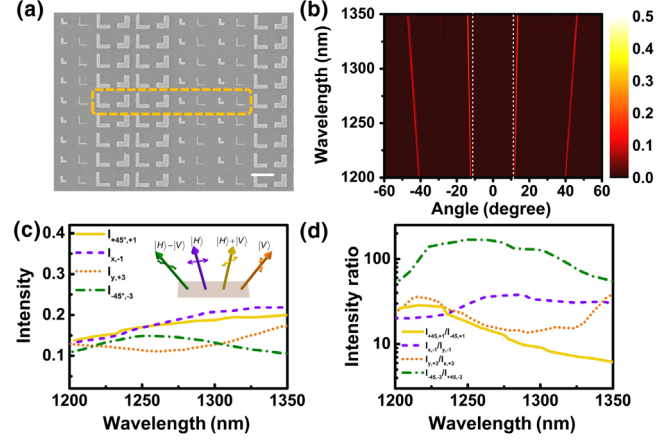 (a)
(b)
1350
1300
1250
1200
Wavelength (nm)
-60 -40 -20 0 20 40 60
Angle (degree)
0.5
0.4
0.3
0.2
0.1
0.0
(c)
0.4
0.3
0.2
0.1
Intensity
I+45°,+1
Ix,-1
Iy,+3
I-45°,-3
|H⟩−|V⟩
|H⟩
|H⟩+|V⟩
|V⟩
1200 1250 1300 1350
Wavelength (nm)
(d)
100
10
Intensity ratio
I-45,+1/I-45,+1
Ix,-1/Iy,-1
Iy,+3/Ix,+3
I-45,-3/I+45,-3
1200 1250 1300 1350
Wavelength (nm)